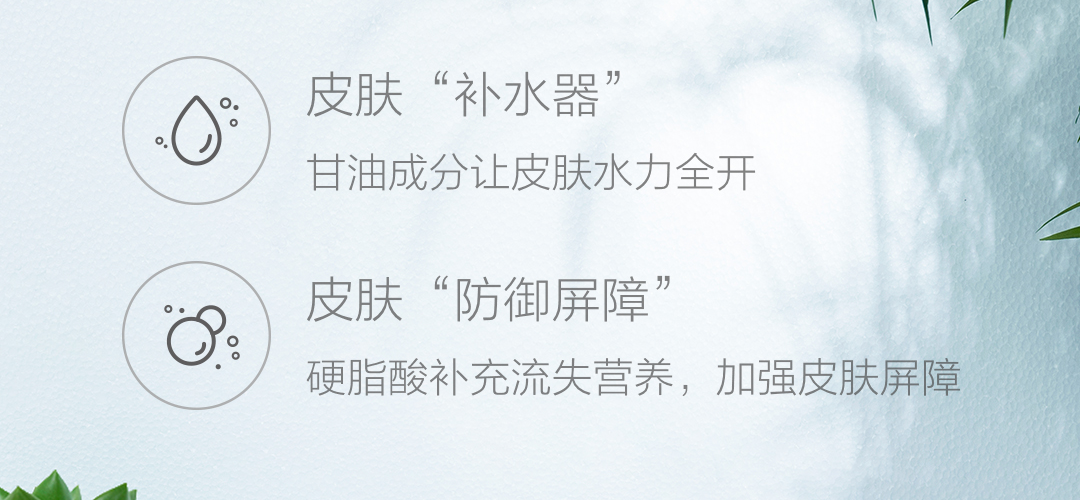 皮肤“补水器”
甘油成分让皮肤水力全开
皮肤“防御屏障”
硬脂酸补充流失营养，加强皮肤屏障